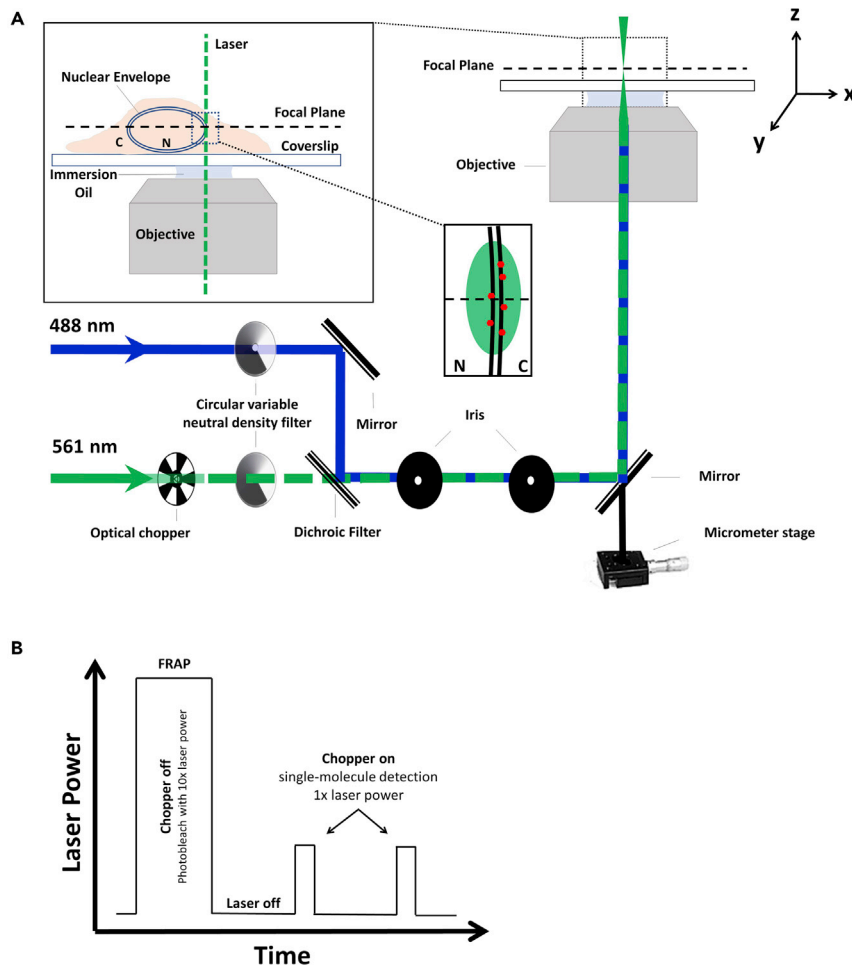 A
Laser
Nuclear Envelope
Focal Plane
C
N
Coverslip
Immersion
Oil
Objective
Focal Plane
Objective
z
x
y
N
C
488 nm
Circular variable
neutral density filter
Mirror
Iris
561 nm
Optical chopper
Dichroic Filter
Mirror
Micrometer stage
B
Laser Power
FRAP
Chopper off
Photobleach with 10x laser power
Laser off
Chopper on
single-molecule detection
1x laser power
Time